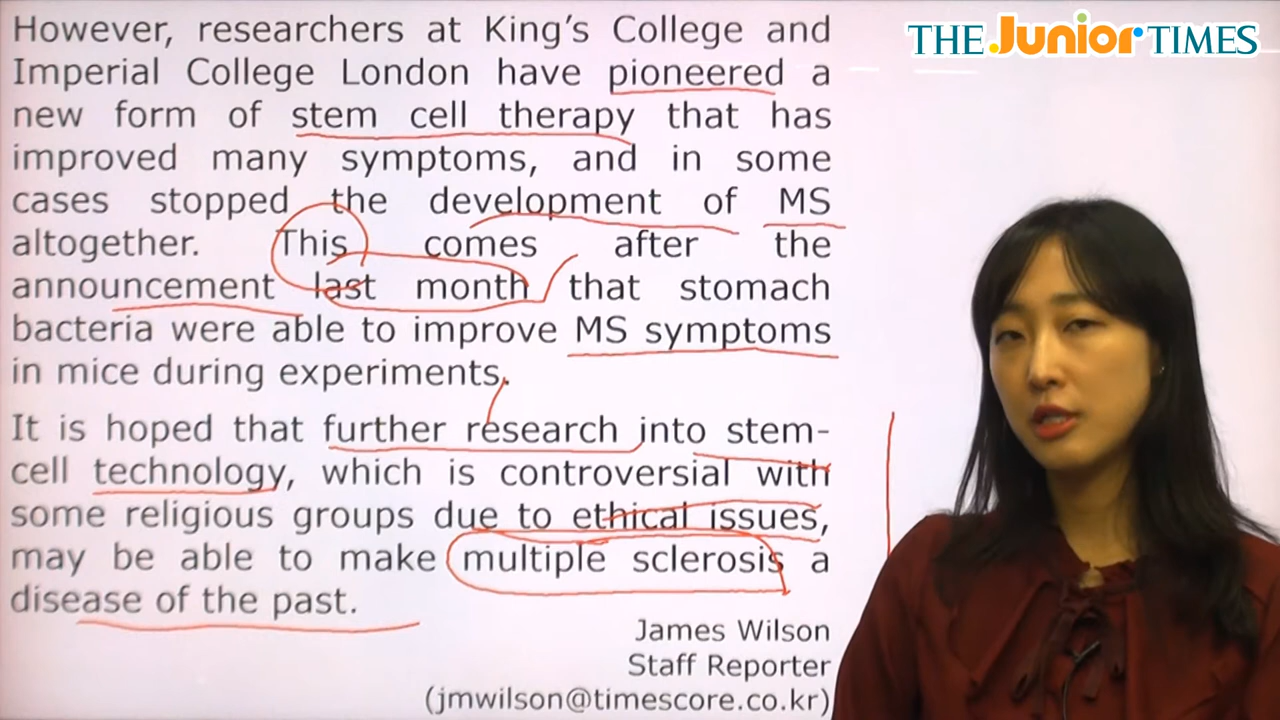 THE Junior TIMES
However, researchers at King's College and
Imperial College London have pioneered a
new form of stem cell therapy that has
improved many symptoms, and in some
cases stopped the development of MS
altogether. This comes after the
announcement last month that stomach
bacteria were able to improve MS symptoms
in mice during experiments.
It is hoped that further research into stem-
cell technology, which is controversial with
some religious groups due to ethical issues,
may be able to make multiple sclerosis a
disease of the past.
James Wilson
Staff Reporter
(jmwilson@timescore.co.kr)